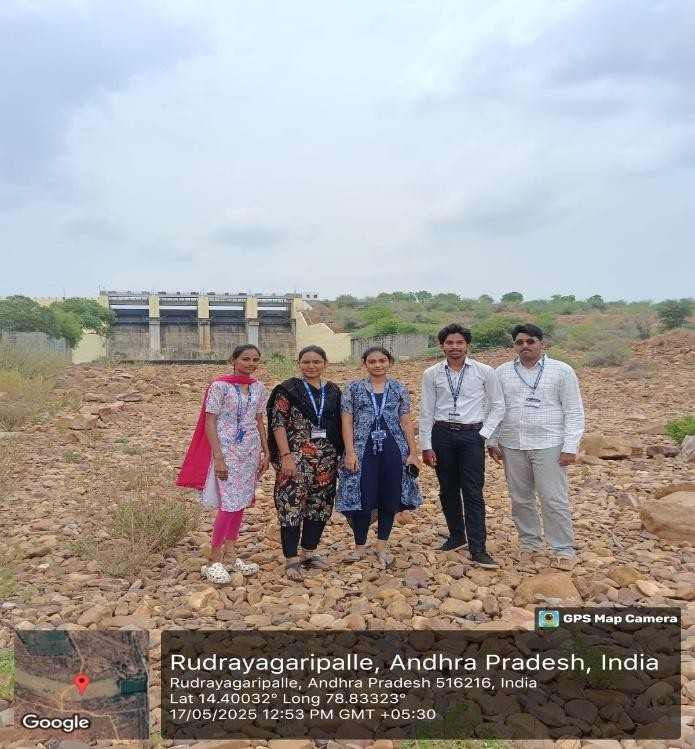 GPS Map Camera
Rudrayagaripalle, Andhra Pradesh, India
Rudrayagaripalle, Andhra Pradesh 516216, India
Lat 14.40032° Long 78.83323°
17/05/2025 12:53 PM GMT +05:30
Google